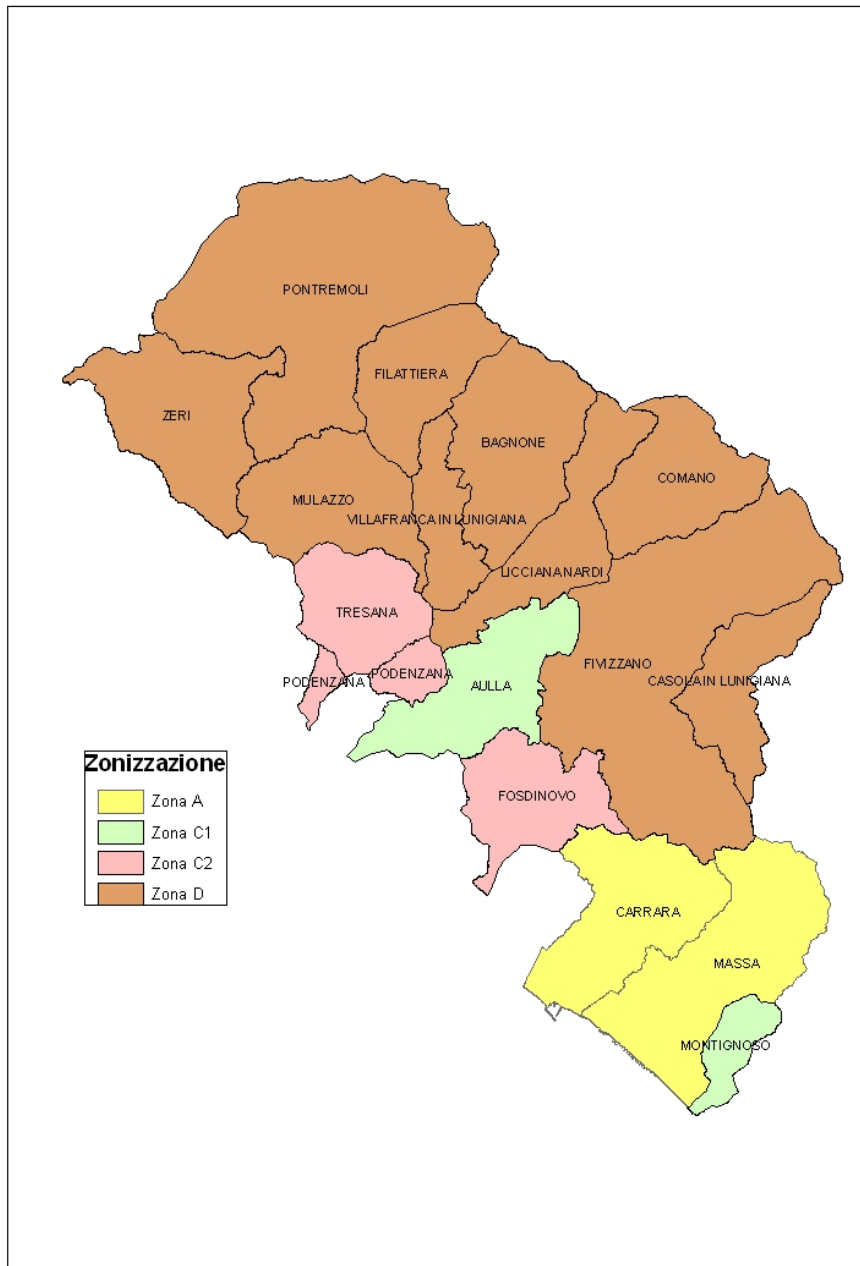 PONTREMOLI
FILATTIERA
ZERI
BAGNONE
COMANO
MULAZZO
VILLAFRANCA IN LUNIGIANA
LICCIANA NARDI
TRESANA
FIVIZZANO
PODENZANA
PODENZANA
AULLA
CASOLA IN LUNIGIANA
FOSDINOVO
CARRARA
MASSA
MONTIGNOSO
Zonizzazione
Zona A
Zona C1
Zona C2
Zona D